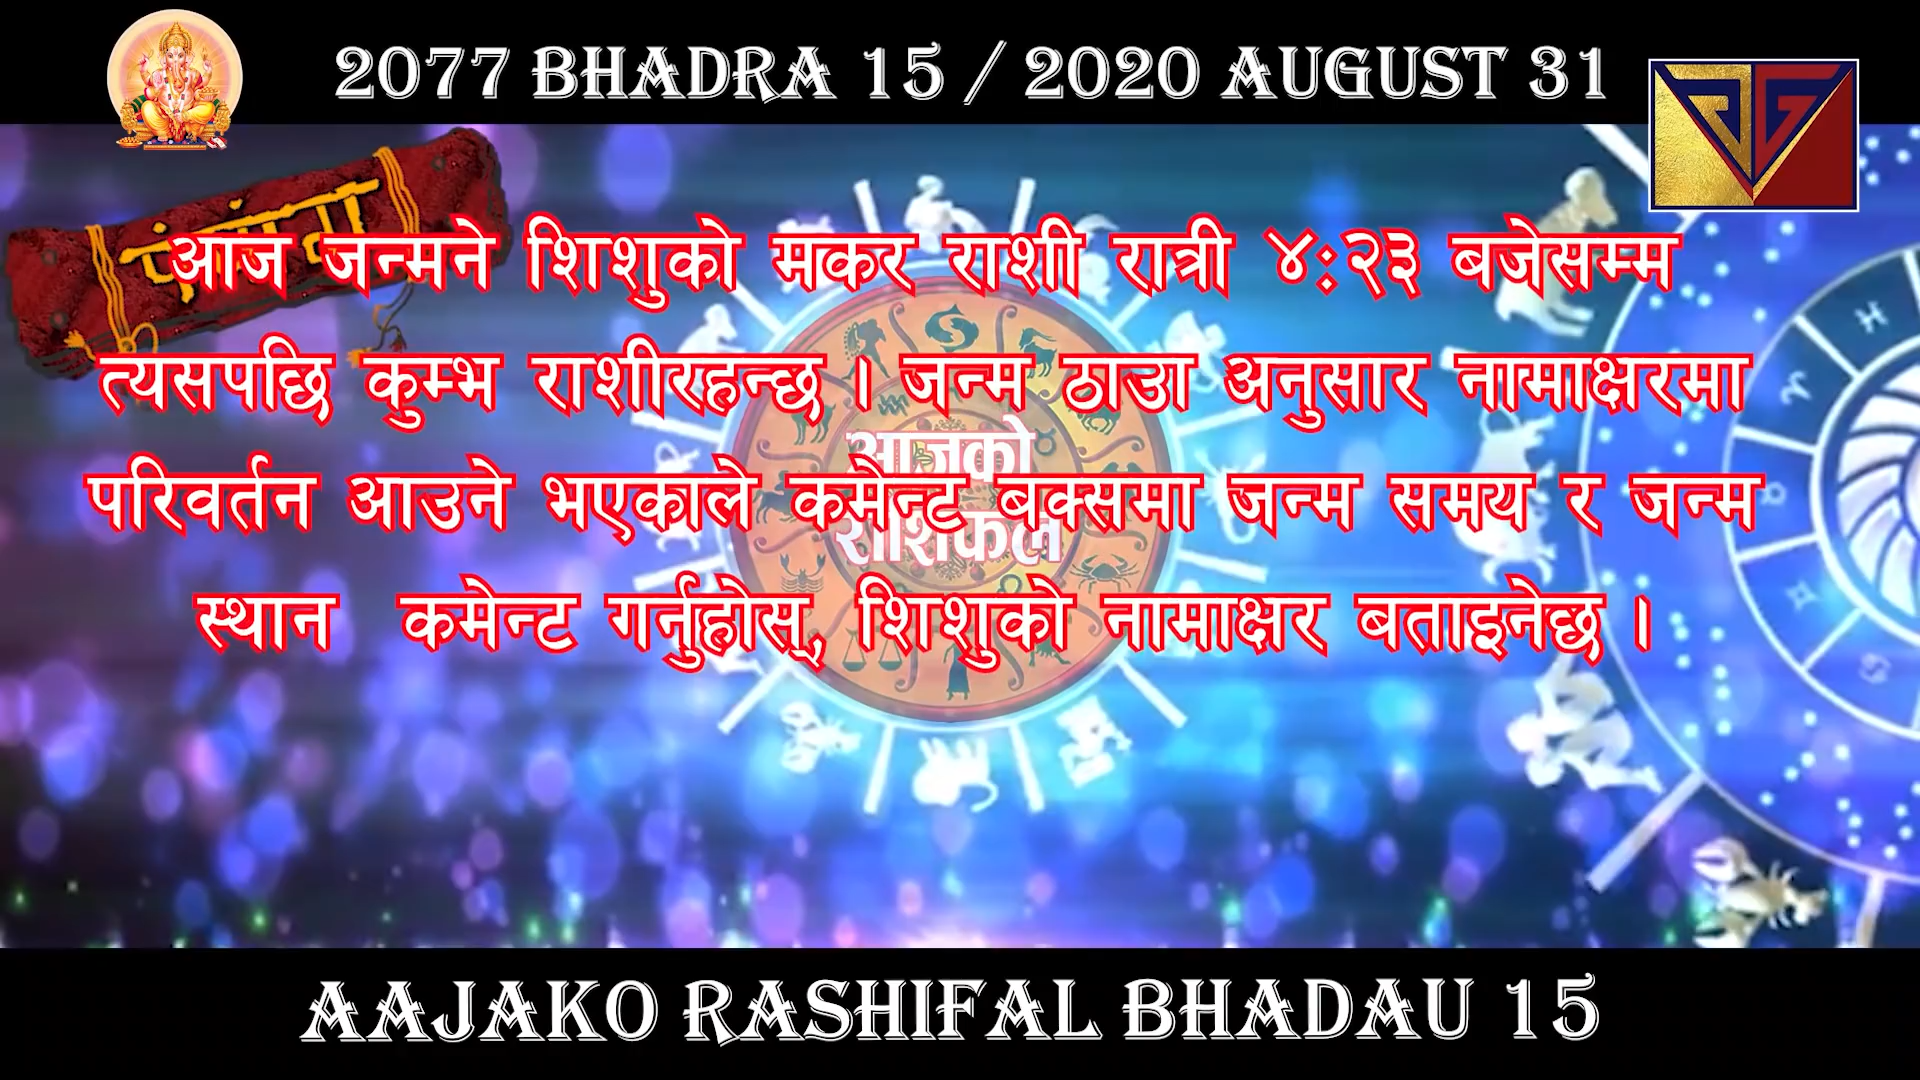 2077 BHADRA 15 / 2020 AUGUST 31
आज जन्मने शिशुको मकर राशी रात्री ४:२३ बजेसम्म
त्यसपछि कुम्भ राशीरहन्छ । जन्म ठाउा अनुसार नामाक्षरमा
आजको
परिवर्तन आउने भएकाले कमेन्ट बक्समा जन्म समय र जन्म
राशिफल
स्थान कमेन्ट गर्नुहोस्, शिशुको नामाक्षर बताइनेछ ।
AAJAKO RASHIFAL BHADAU 15